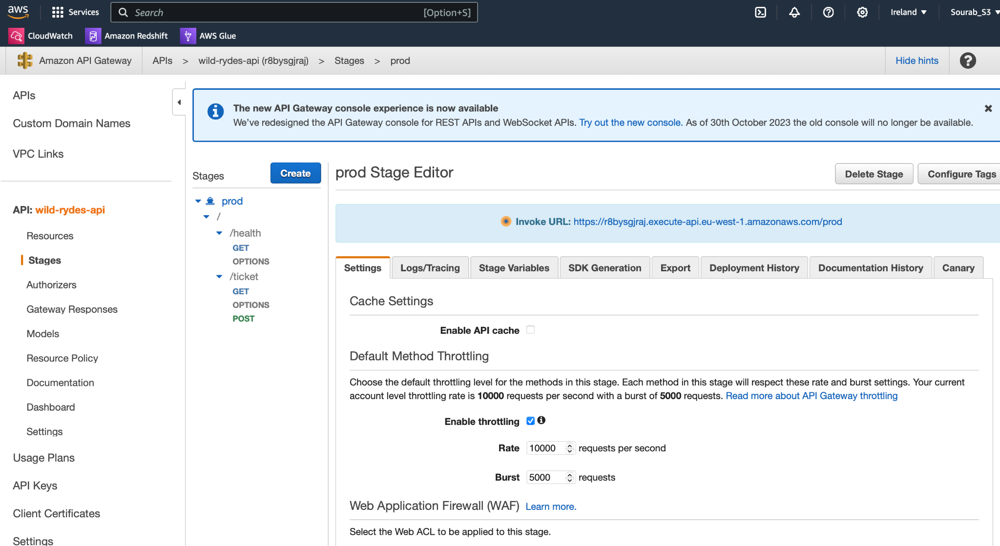 aws
Services
Search [Option+S]
Ireland ▼
Sourab_S3 ▼
CloudWatch
Amazon Redshift
AWS Glue
Amazon API Gateway
APIs > wild-rydes-api (r8bysgjraj) > Stages > prod
Hide hints
APIs
Custom Domain Names
VPC Links
API: wild-rydes-api
Resources
Stages
Authorizers
Gateway Responses
Models
Resource Policy
Documentation
Dashboard
Settings
Usage Plans
API Keys
Client Certificates
Settings
The new API Gateway console experience is now available
We've redesigned the API Gateway console for REST APIs and WebSocket APIs. Try out the new console. As of 30th October 2023 the old console will no longer be available.
Stages
Create
prod
/
/health
GET
OPTIONS
/ticket
GET
OPTIONS
POST
prod Stage Editor
Delete Stage
Configure Tags
Invoke URL: https://r8bysgjraj.execute-api.eu-west-1.amazonaws.com/prod
Settings
Logs/Tracing
Stage Variables
SDK Generation
Export
Deployment History
Documentation History
Canary
Cache Settings
Enable API cache
Default Method Throttling
Choose the default throttling level for the methods in this stage. Each method in this stage will respect these rate and burst settings. Your current
account level throttling rate is 10000 requests per second with a burst of 5000 requests. Read more about API Gateway throttling
Enable throttling
Rate 10000 requests per second
Burst 5000 requests
Web Application Firewall (WAF) Learn more.
Select the Web ACL to be applied to this stage.